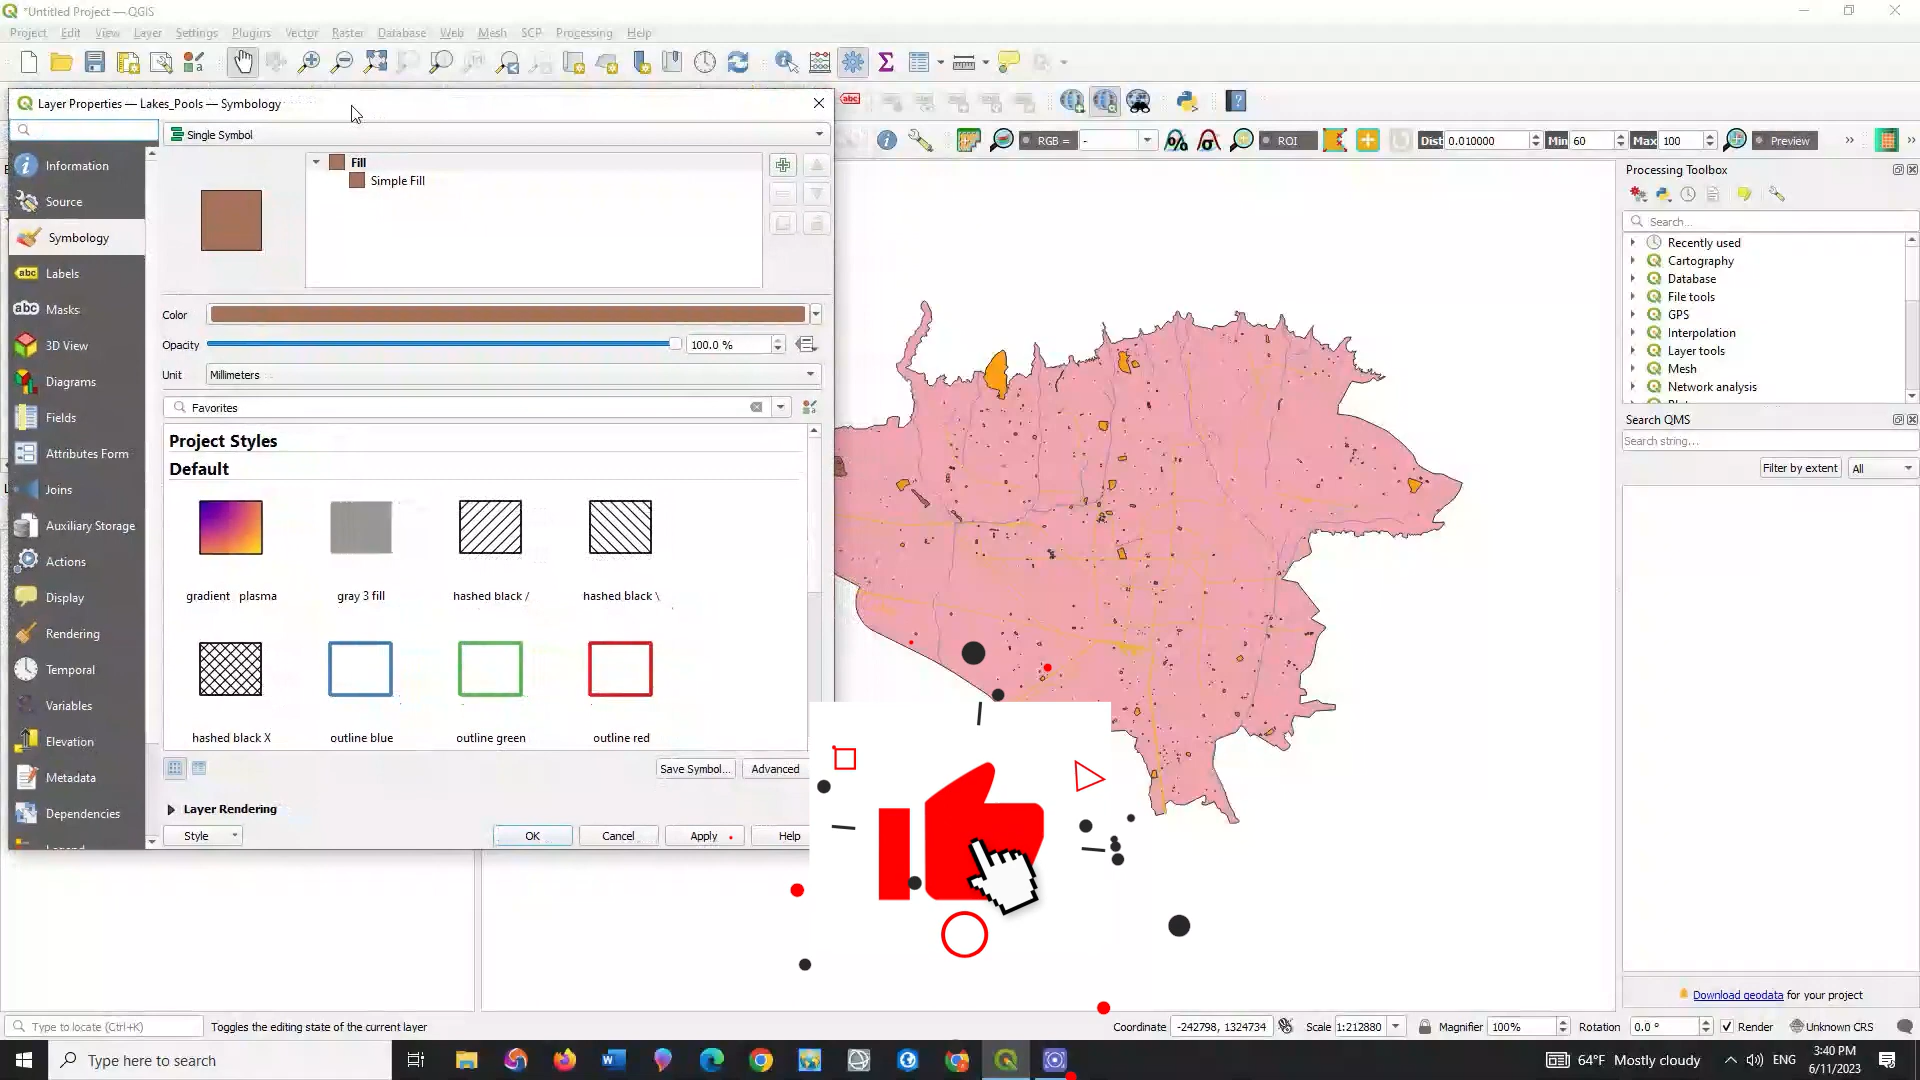 *Untitled Project — QGIS
Project Edit View Layer Settings Plugins Vector Raster Database Web Mesh SCP Processing Help
Layer Properties — Lakes_Pools — Symbology
abc
RGB = - ROI Dist 0.010000 Min 60 Max 100 Preview » »
Single Symbol
Fill
Simple Fill
Information
Source
Symbology
abc Labels
abc Masks
3D View
Diagrams
Fields
Attributes Form
Joins
Auxiliary Storage
Actions
Display
Rendering
Temporal
Variables
Elevation
Metadata
Dependencies
Color
Opacity 100.0 %
Unit Millimeters
Favorites
Project Styles
Default
gradient plasma gray 3 fill hashed black / hashed black \
hashed black X outline blue outline green outline red
Save Symbol... Advanced
Layer Rendering
Style OK Cancel Apply Help
Processing Toolbox
Search...
Recently used
Cartography
Database
File tools
GPS
Interpolation
Layer tools
Mesh
Network analysis
Search QMS
Search string...
Filter by extent All
Download geodata for your project
Type to locate (Ctrl+K) Toggles the editing state of the current layer Coordinate -242798, 1324734 Scale 1:212880 Magnifier 100% Rotation 0.0 ° Render Unknown CRS
Type here to search 64°F Mostly cloudy ENG 3:40 PM
6/11/2023